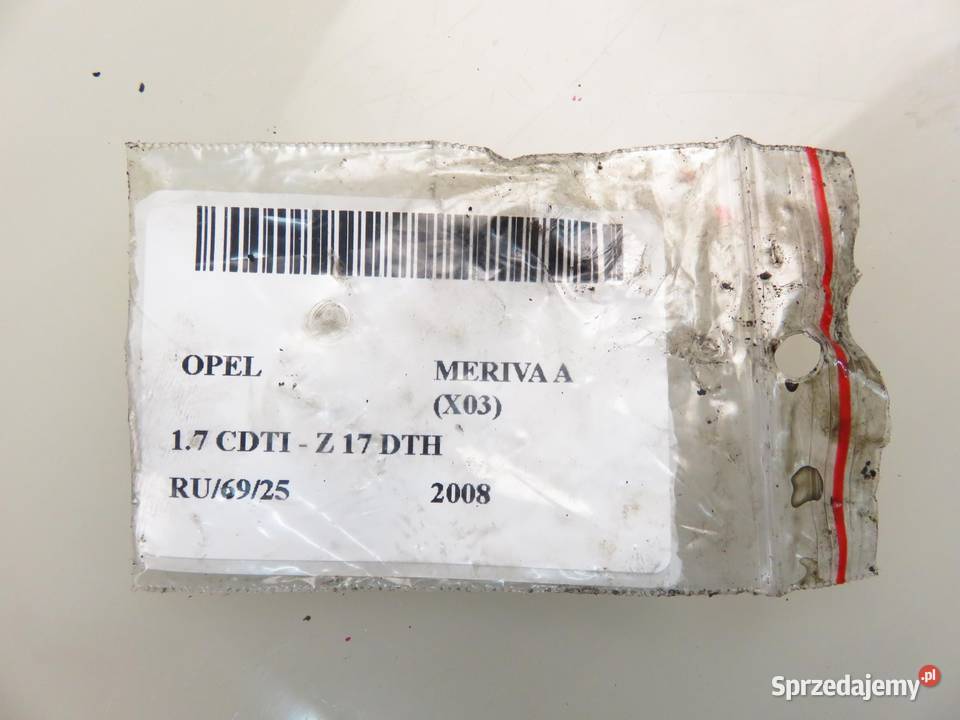 OPEL MERIVA A
(X03)
1.7 CDTI - Z 17 DTH
RU/69/25 2008
Sprzedajemy.pl